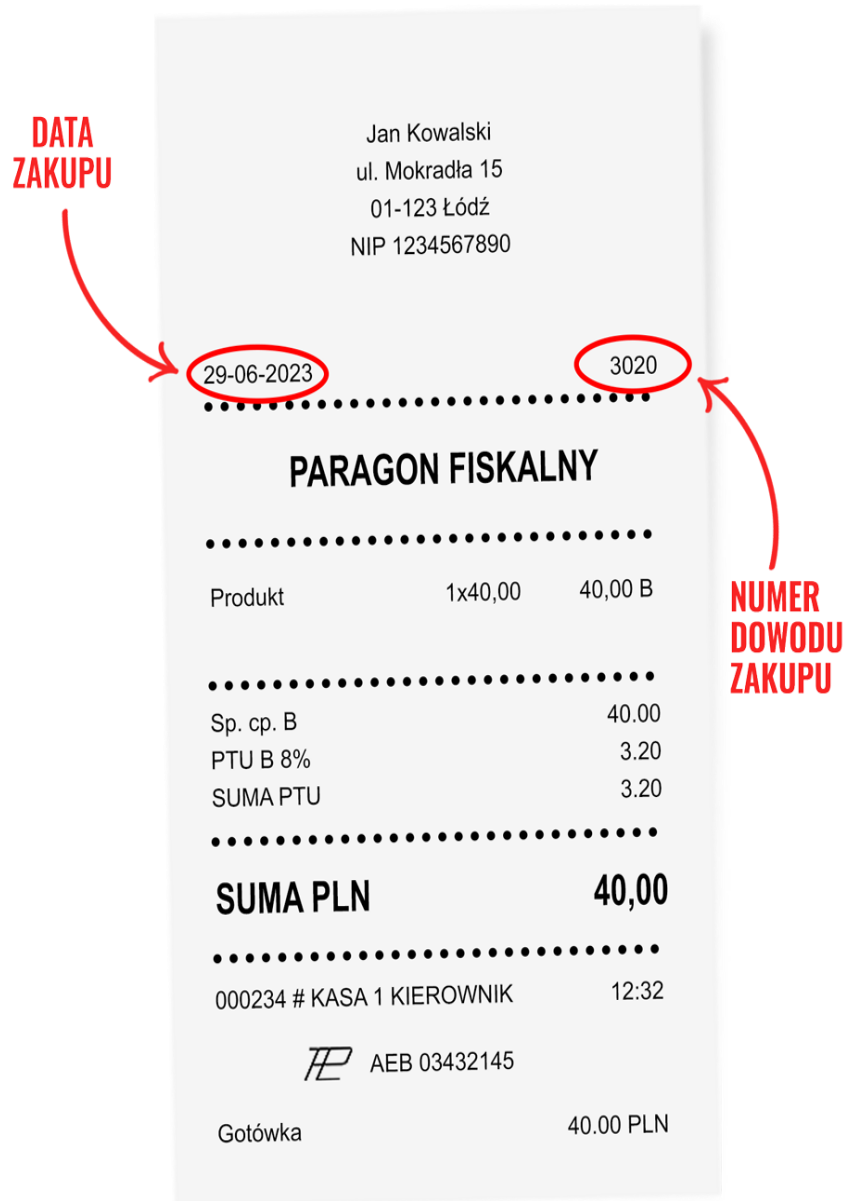 DATA
ZAKUPU
Jan Kowalski
ul. Mokradła 15
01-123 Łódź
NIP 1234567890
29-06-2023 3020
PARAGON FISKALNY
Produkt 1x40,00 40,00 B
Sp. cp. B 40.00
PTU B 8% 3.20
SUMA PTU 3.20
NUMER
DOWODU
ZAKUPU
SUMA PLN 40,00
000234 # KASA 1 KIEROWNIK 12:32
AEB 03432145
Gotówka 40.00 PLN